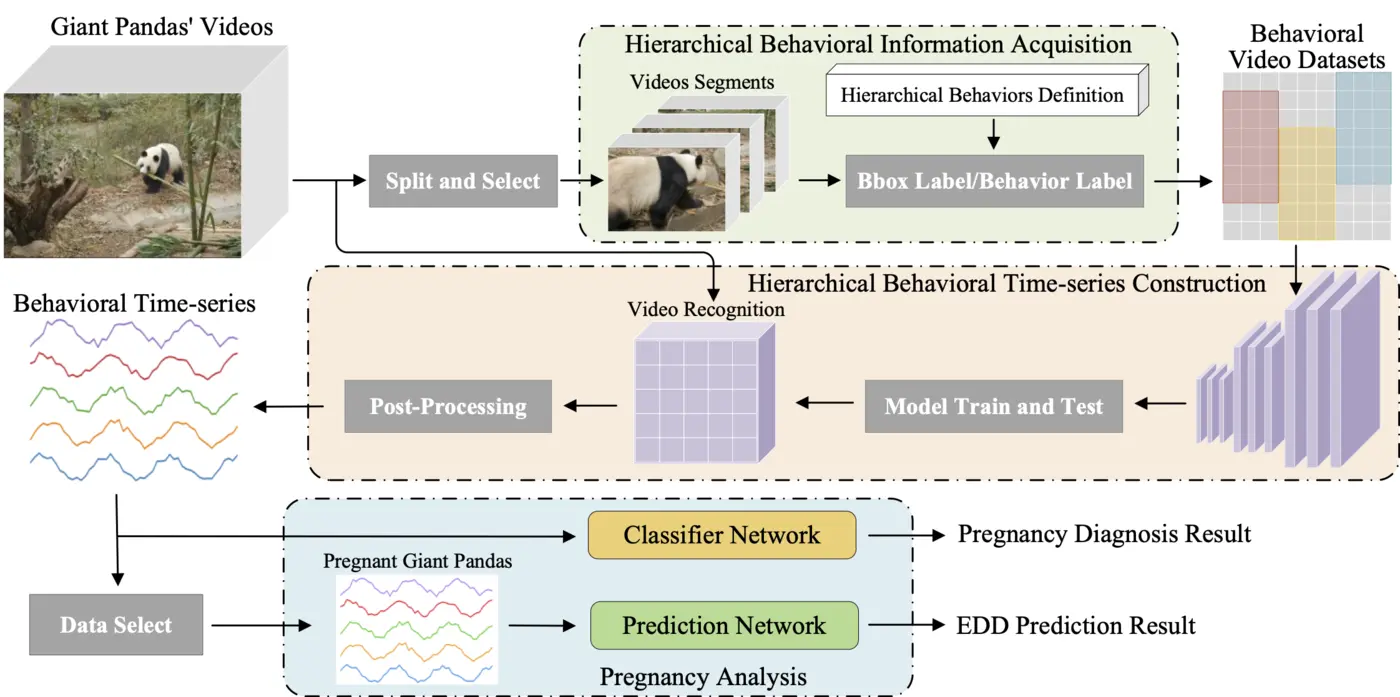 Giant Pandas' Videos
Hierarchical Behavioral Information Acquisition
Behavioral
Video Datasets
Videos Segments
Hierarchical Behaviors Definition
Split and Select
Bbox Label/Behavior Label
Hierarchical Behavioral Time-series Construction
Behavioral Time-series
Video Recognition
Post-Processing
Model Train and Test
Classifier Network
Pregnancy Diagnosis Result
Pregnant Giant Pandas
Data Select
Prediction Network
EDD Prediction Result
Pregnancy Analysis